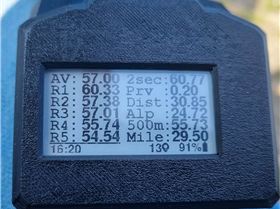 AV: 57.00 2sec:60.77
R1: 60.33 Prv 0.20
R2: 57.38 Dist:30.85
R3: 57.01 Alp 24.72
R4: 55.74 500m:55.73
R5: 54.54 Mile:29.50
16:20 13 91%